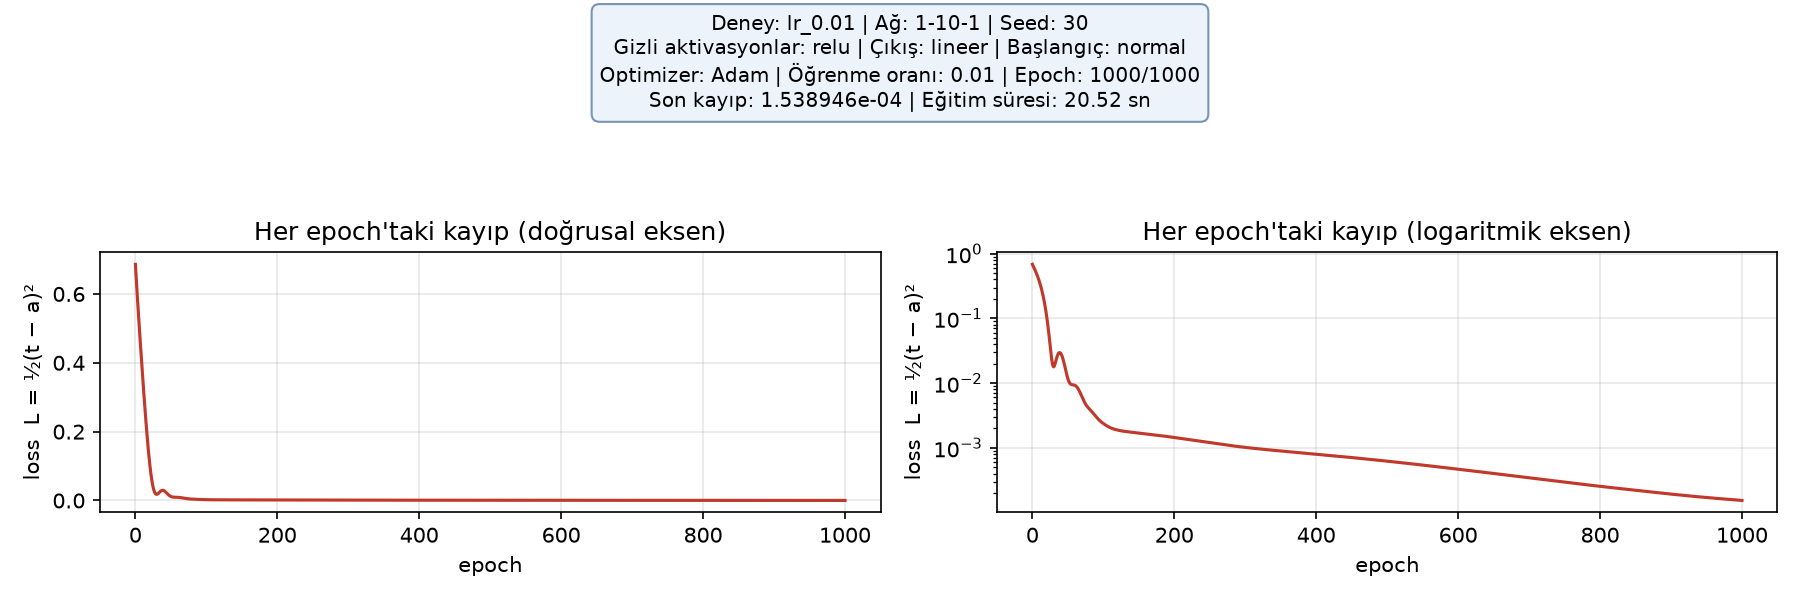 Deney: lr_0.01 | Ağ: 1-10-1 | Seed: 30
Gizli aktivasyonlar: relu | Çıkış: lineer | Başlangıç: normal
Optimizer: Adam | Öğrenme oranı: 0.01 | Epoch: 1000/1000
Son kayıp: 1.538946e-04 | Eğitim süresi: 20.52 sn
Her epoch'taki kayıp (doğrusal eksen)
loss L = ½(t − a)²
0.6
0.4
0.2
0.0
0 200 400 600 800 1000
epoch
Her epoch'taki kayıp (logaritmik eksen)
loss L = ½(t − a)²
10⁰
10⁻¹
10⁻²
10⁻³
0 200 400 600 800 1000
epoch